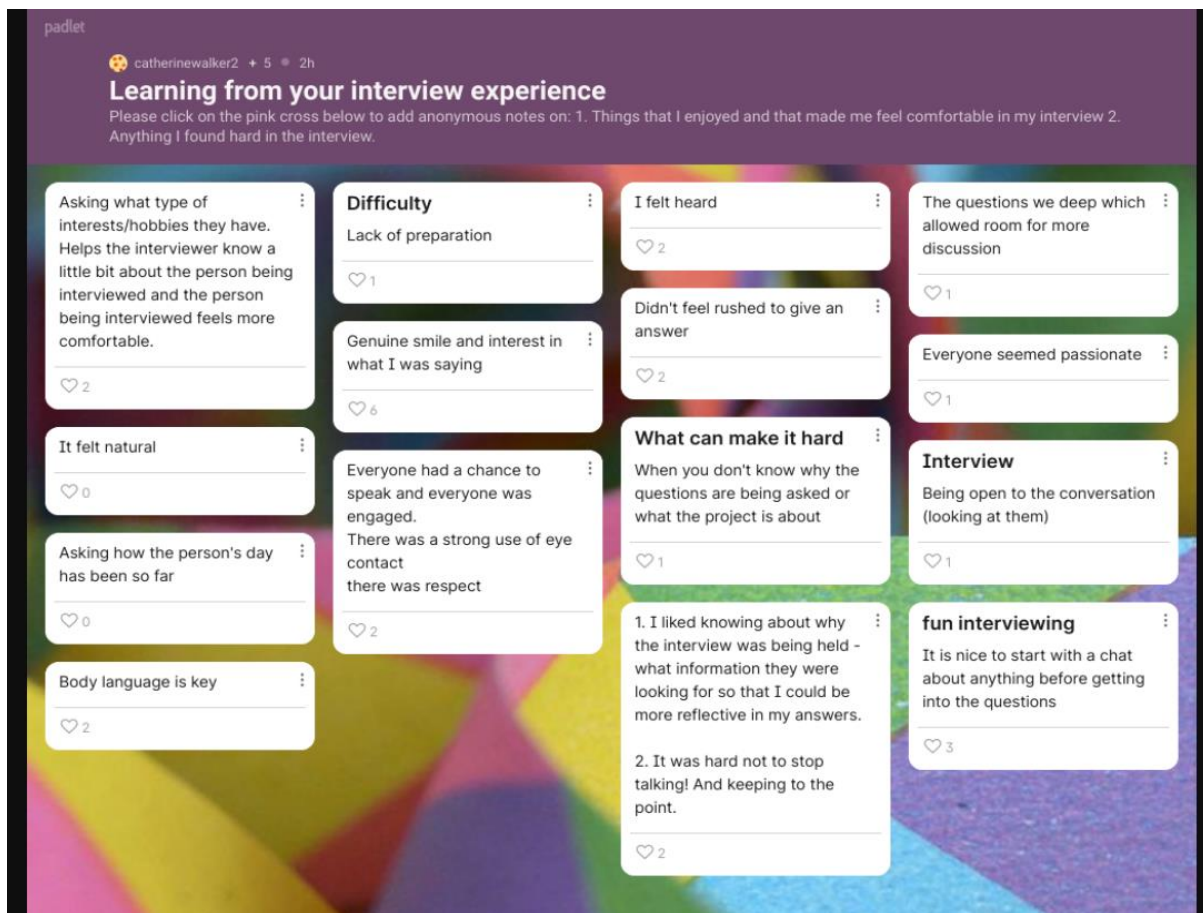 padlet
catherinewalker2 + 5 • 2h
Learning from your interview experience
Please click on the pink cross below to add anonymous notes on: 1. Things that I enjoyed and that made me feel comfortable in my interview 2.
Anything I found hard in the interview.
Asking what type of
interests/hobbies they have.
Helps the interviewer know a
little bit about the person being
interviewed and the person
being interviewed feels more
comfortable.
2
It felt natural
0
Asking how the person's day
has been so far
0
Body language is key
2
Difficulty
Lack of preparation
1
Genuine smile and interest in
what I was saying
6
Everyone had a chance to
speak and everyone was
engaged.
There was a strong use of eye
contact
there was respect
2
I felt heard
2
Didn't feel rushed to give an
answer
2
What can make it hard
When you don't know why the
questions are being asked or
what the project is about
1
1. I liked knowing about why
the interview was being held -
what information they were
looking for so that I could be
more reflective in my answers.
2. It was hard not to stop
talking! And keeping to the
point.
2
The questions we deep which
allowed room for more
discussion
1
Everyone seemed passionate
1
Interview
Being open to the conversation
(looking at them)
1
fun interviewing
It is nice to start with a chat
about anything before getting
into the questions
3